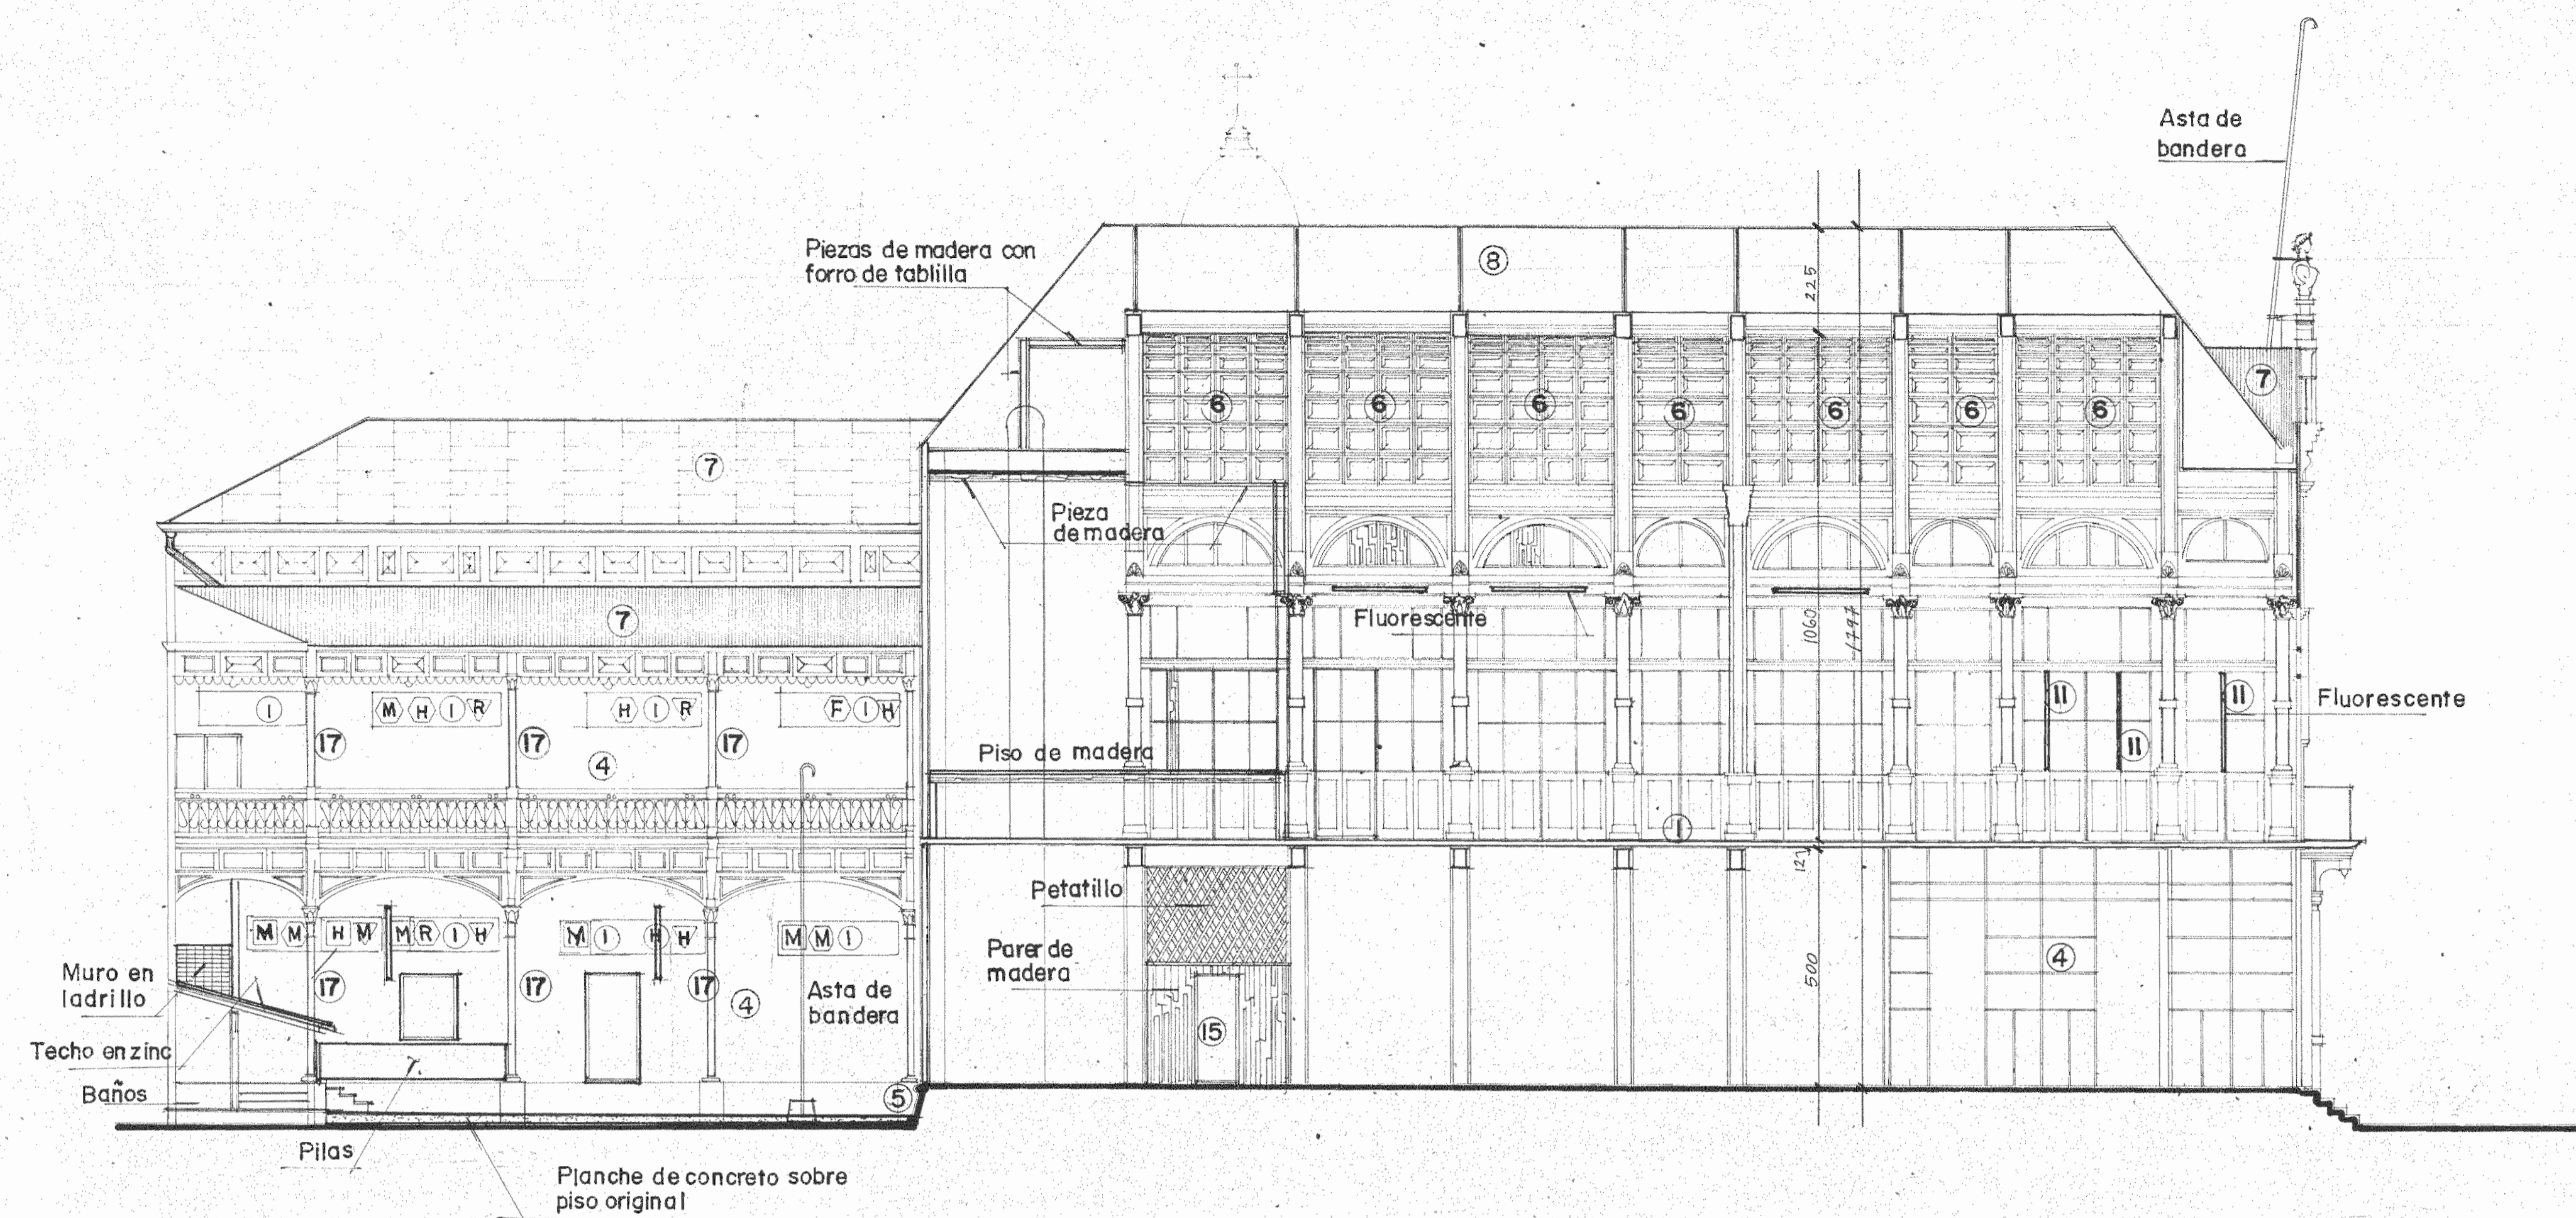 Asta de
bandera
Piezas de madera con
forro de tablilla
8
225
7
6
6
6
6
6
6
6
7
Pieza
de madera
7
Fluorescente
1060
1797
1
M H I R
H I R
F I H
11
11
Fluorescente
17
17
17
11
4
Piso de madera
1
127
Petatillo
M M H M M R I H
M I H H
M M I
Parer de
madera
4
500
Muro en
ladrillo
17
17
17
4
Asta de
bandera
15
Techo en zinc
Baños
5
Pilas
Planche de concreto sobre
piso original